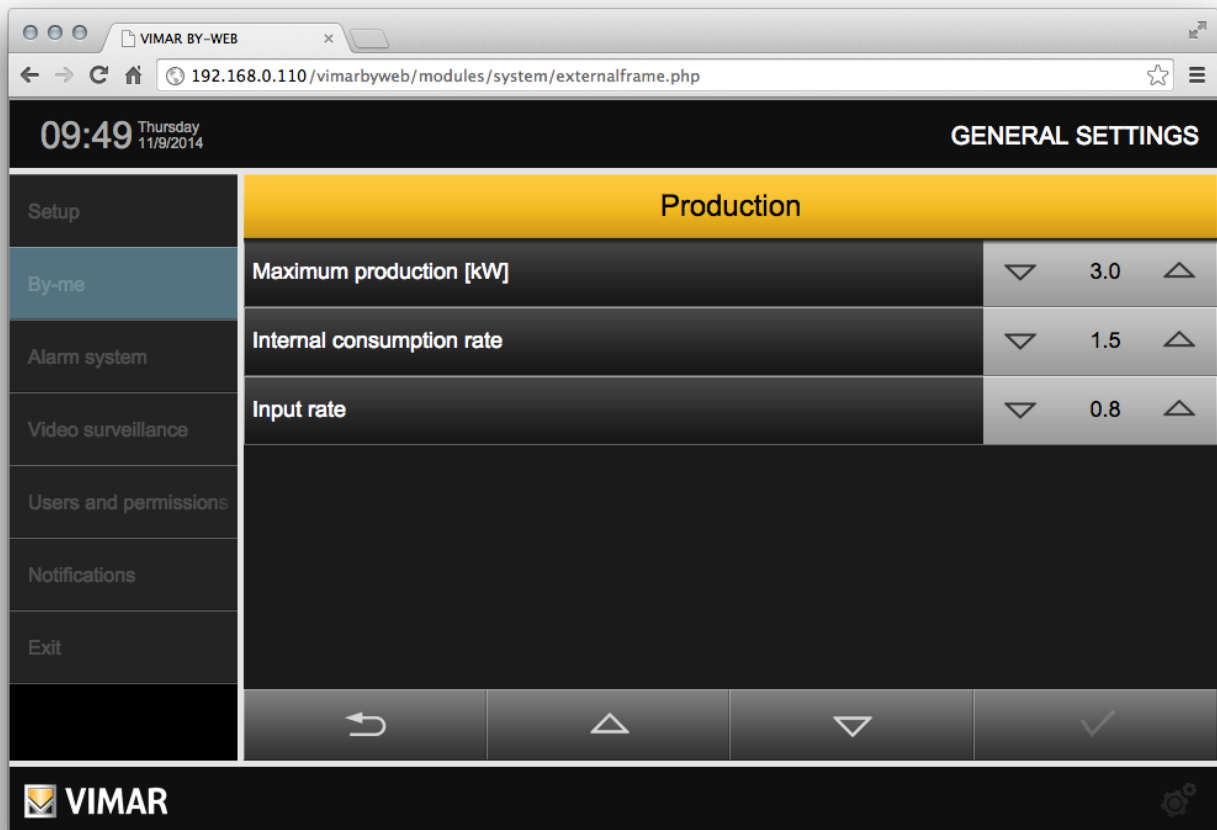 VIMAR BY-WEB
192.168.0.110/vimarbyweb/modules/system/externalframe.php
09:49 Thursday
11/9/2014
GENERAL SETTINGS
Setup
By-me
Alarm system
Video surveillance
Users and permissions
Notifications
Exit
Production
Maximum production [kW] 3.0
Internal consumption rate 1.5
Input rate 0.8
VIMAR